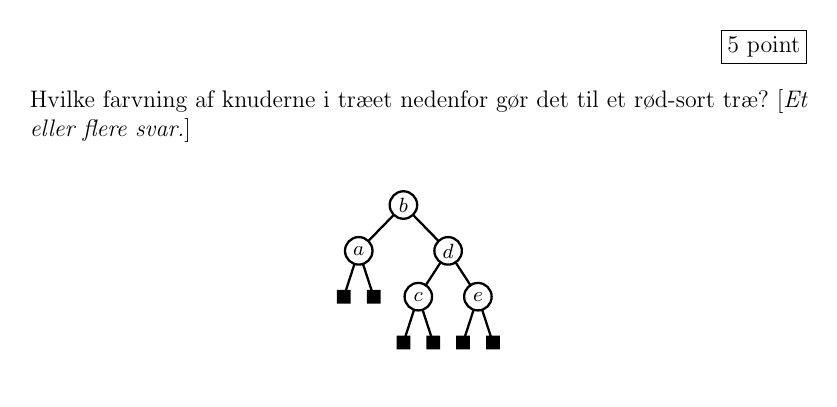 5 point
Hvilke farvning af knuderne i træet nedenfor gør det til et rød-sort træ? [Et
eller flere svar.]
b
a
d
c
e